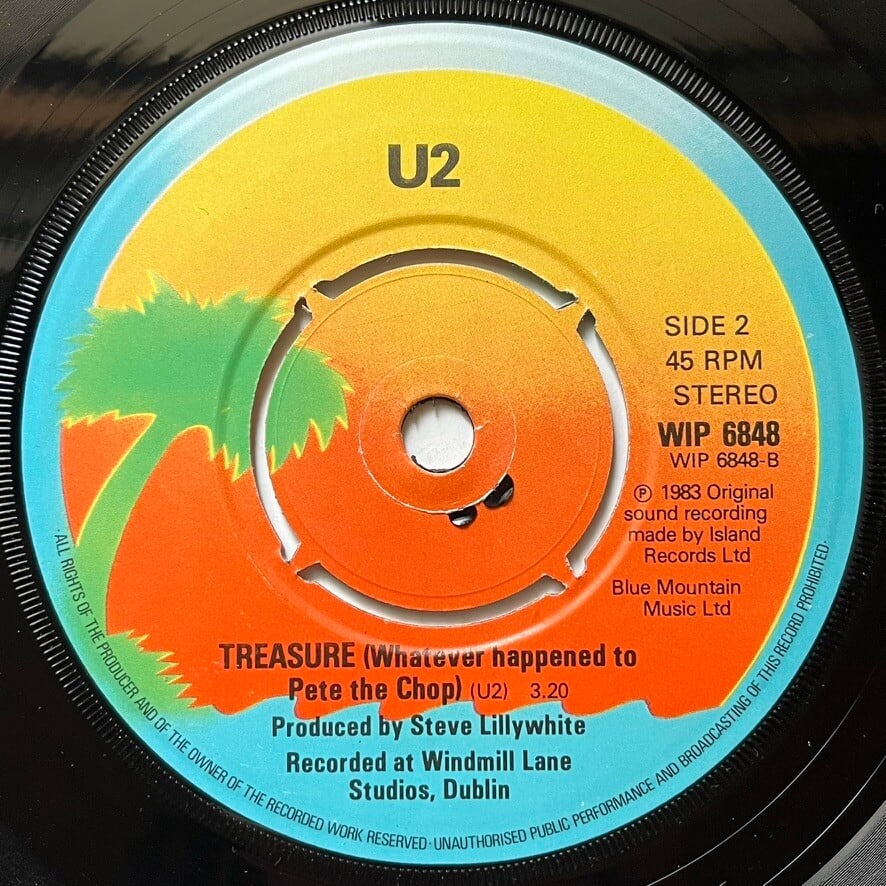 U2
SIDE 2
45 RPM
STEREO
WIP 6848
WIP 6848-B
℗ 1983 Original
sound recording
made by Island
Records Ltd
Blue Mountain
Music Ltd
TREASURE (Whatever happened to
Pete the Chop) (U2) 3.20
Produced by Steve Lillywhite
Recorded at Windmill Lane
Studios, Dublin
·ALL RIGHTS OF THE PRODUCER AND OF THE OWNER OF THE RECORDED WORK RESERVED·UNAUTHORISED PUBLIC PERFORMANCE AND BROADCASTING OF THIS RECORD PROHIBITED·